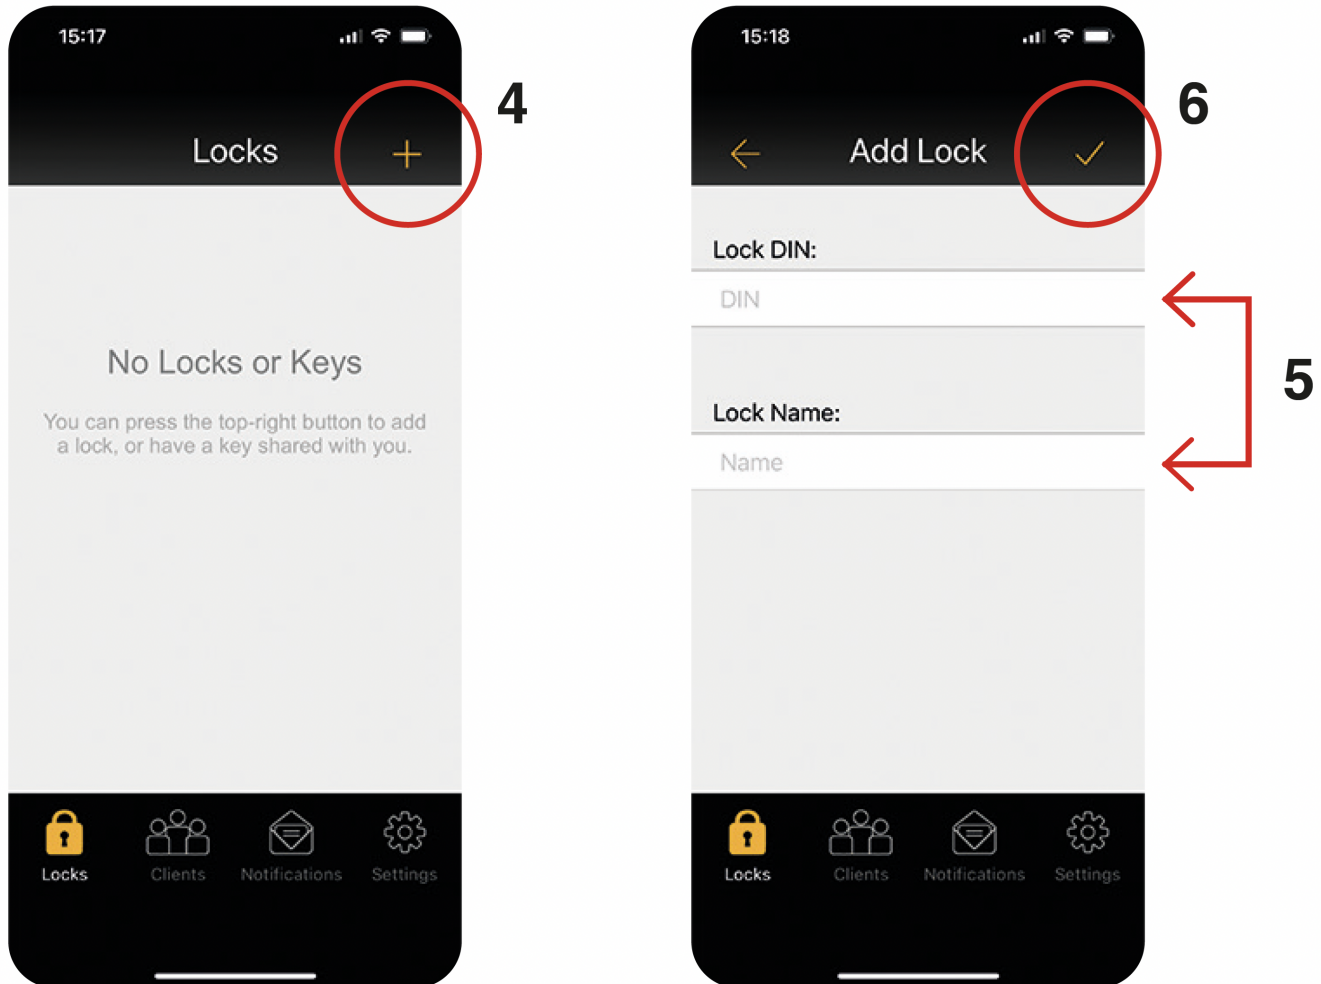 15:17
4
Locks
+
No Locks or Keys
You can press the top-right button to add
a lock, or have a key shared with you.
Locks
Clients
Notifications
Settings
15:18
6
Add Lock
Lock DIN:
DIN
5
Lock Name:
Name
Locks
Clients
Notifications
Settings